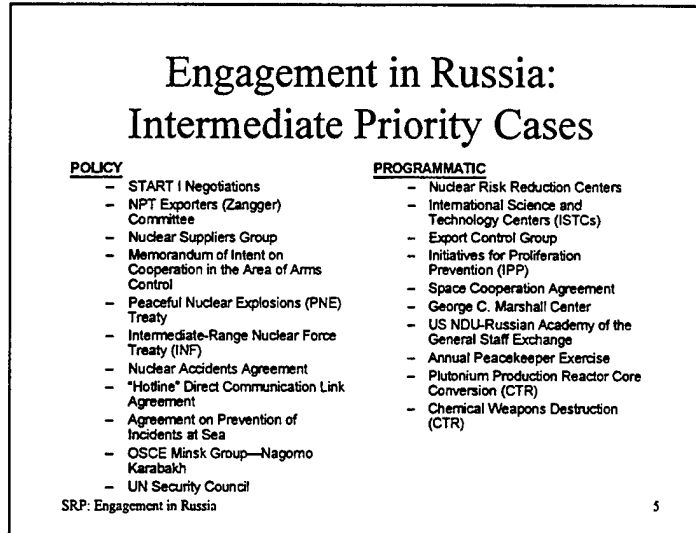 Engagement in Russia:
Intermediate Priority Cases
POLICY
– START I Negotiations
– NPT Exporters (Zangger)
Committee
– Nuclear Suppliers Group
– Memorandum of Intent on
Cooperation in the Area of Arms
Control
– Peaceful Nuclear Explosions (PNE)
Treaty
– Intermediate-Range Nuclear Force
Treaty (INF)
– Nuclear Accidents Agreement
– "Hotline" Direct Communication Link
Agreement
– Agreement on Prevention of
Incidents at Sea
– OSCE Minsk Group—Nagorno
Karabakh
– UN Security Council
PROGRAMMATIC
– Nuclear Risk Reduction Centers
– International Science and
Technology Centers (ISTCs)
– Export Control Group
– Initiatives for Proliferation
Prevention (IPP)
– Space Cooperation Agreement
– George C. Marshall Center
– US NDU-Russian Academy of the
General Staff Exchange
– Annual Peacekeeper Exercise
– Plutonium Production Reactor Core
Conversion (CTR)
– Chemical Weapons Destruction
(CTR)
SRP: Engagement in Russia
5